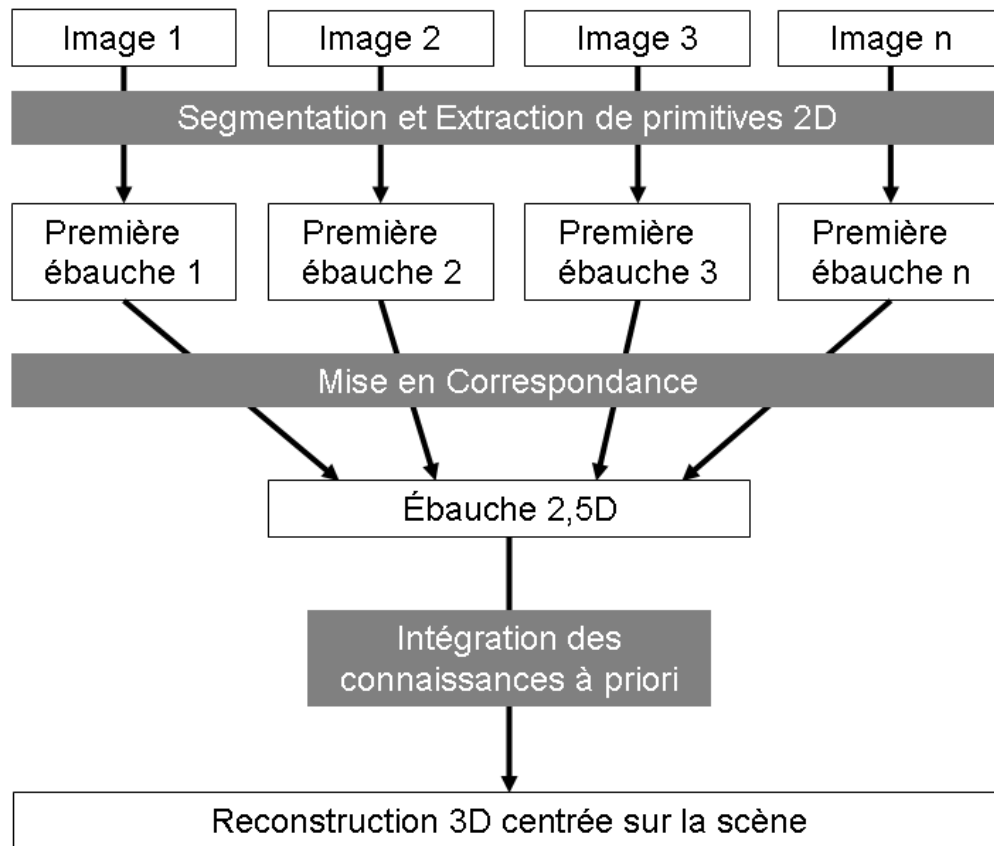 Image 1
Image 2
Image 3
Image n
Segmentation et Extraction de primitives 2D
Première
ébauche 1
Première
ébauche 2
Première
ébauche 3
Première
ébauche n
Mise en Correspondance
Ébauche 2,5D
Intégration des
connaissances à priori
Reconstruction 3D centrée sur la scène